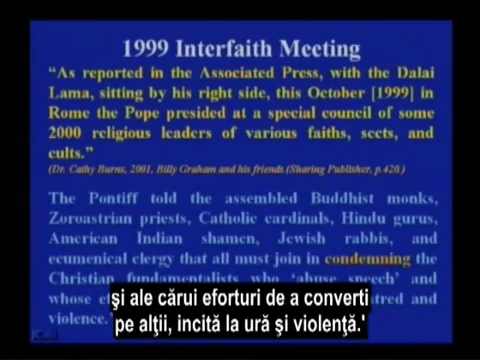 1999 Interfaith Meeting
“As reported in the Associated Press, with the Dalai
Lama, sitting by his right side, this October [1999] in
Rome the Pope presided at a special council of some
2000 religious leaders of various faiths, sects, and
cults.”
(Dr. Cathy Burns, 2001, Billy Graham and his friends (Sharing Publisher, p.420.)
The Pontiff told the assembled Buddhist monks,
Zoroastrian priests, Catholic cardinals, Hindu gurus,
American Indian shamen, Jewish rabbis, and
ecumenical clergy that all must join in condemning the
Christian fundamentalists who ‘abuse speech’ and
whose hatred and
violence.
şi ale cărui eforturi de a converti
pe alţii, incită la ură şi violenţă.'